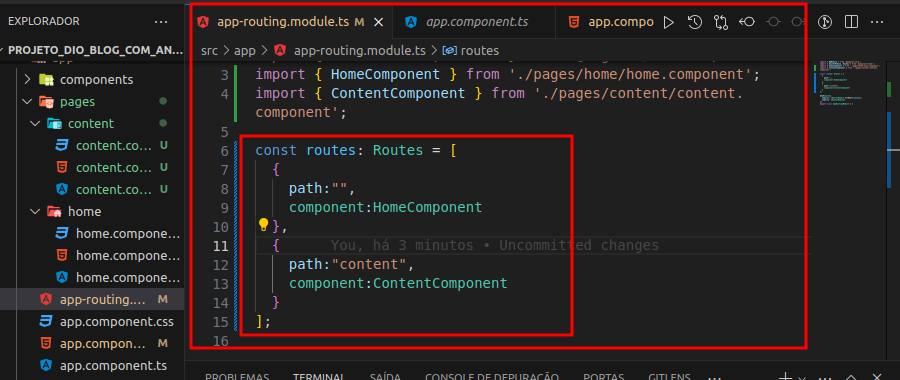 EXPLORADOR
PROJETO_DIO_BLOG_COM_AN...
components
pages
content
content.co... U
content.co... U
content.co... U
home
home.compone...
home.compone...
home.compone...
app-routing.... M
app.component.css
app.compon... M
app.component.ts
app-routing.module.ts M
app.component.ts
app.compo
src > app > app-routing.module.ts > routes
3 import { HomeComponent } from './pages/home/home.component';
4 import { ContentComponent } from './pages/content/content.
component';
5
6 const routes: Routes = [
7 {
8 path:"",
9 component:HomeComponent
10 },
11 { You, há 3 minutos • Uncommitted changes
12 path:"content",
13 component:ContentComponent
14 }
15 ];
16
PROBLEMAS TERMINAL SAÍDA CONSOLE DE DEPURAÇÃO PORTAS GITLENS